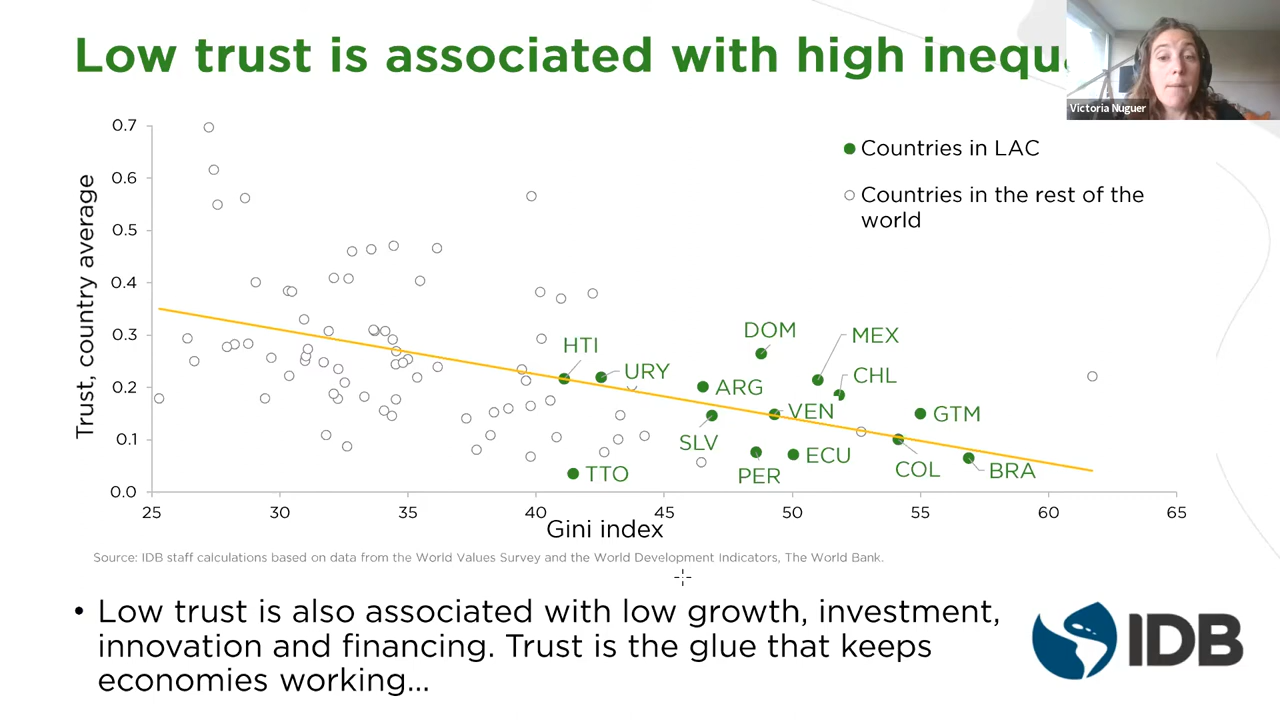 Low trust is associated with high inequ
Victoria Nuguer
Trust, country average
0.7
0.6
0.5
0.4
0.3
0.2
0.1
0.0
Countries in LAC
Countries in the rest of the
world
HTI
URY
TTO
ARG
SLV
DOM
PER
VEN
ECU
MEX
CHL
GTM
COL
BRA
25
30
35
40
45
50
55
60
65
Gini index
Source: IDB staff calculations based on data from the World Values Survey and the World Development Indicators, The World Bank.
• Low trust is also associated with low growth, investment,
innovation and financing. Trust is the glue that keeps
economies working...
IDB